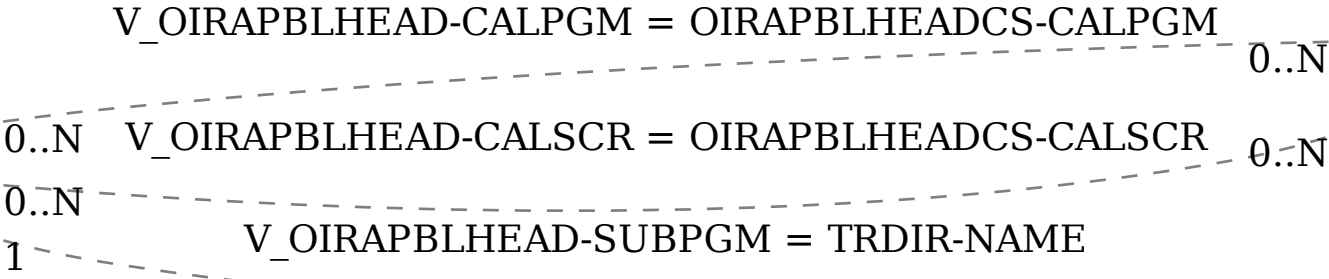 V_OIRAPBLHEAD-CALPGM = OIRAPBLHEADCS-CALPGM
0..N
0..N
V_OIRAPBLHEAD-CALSCR = OIRAPBLHEADCS-CALSCR
0..N
0..N
V_OIRAPBLHEAD-SUBPGM = TRDIR-NAME
1